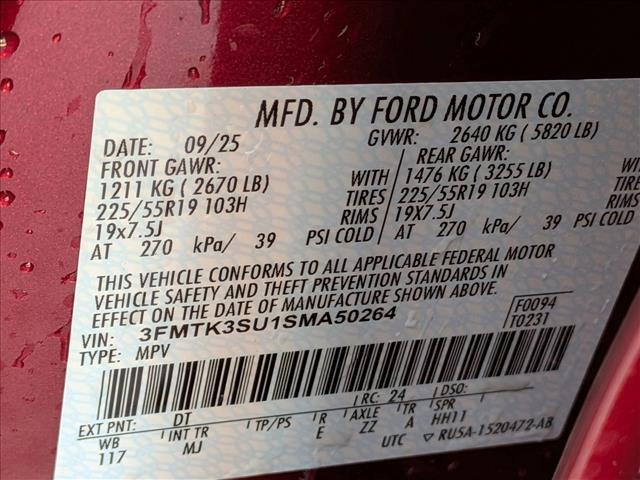 MFD. BY FORD MOTOR CO.
DATE: 09/25 GVWR: 2640 KG ( 5820 LB)
FRONT GAWR: REAR GAWR:
1211 KG ( 2670 LB) WITH 1476 KG ( 3255 LB) WITH
225/55R19 103H TIRES 225/55R19 103H TIRES
19x7.5J RIMS 19X7.5J RIMS
AT 270 kPa/ 39 PSI COLD AT 270 kPa/ 39 PSI COLD
THIS VEHICLE CONFORMS TO ALL APPLICABLE FEDERAL MOTOR
VEHICLE SAFETY AND THEFT PREVENTION STANDARDS IN
EFFECT ON THE DATE OF MANUFACTURE SHOWN ABOVE.
VIN: 3FMTK3SU1SMA50264 F0094
TYPE: MPV T0231
EXT PNT: DT RC: 24 DSO:
WB INT TR TP/PS R AXLE TR SPR
117 MJ E ZZ A HH11
UTC ▽ RU5A-1520472-AB